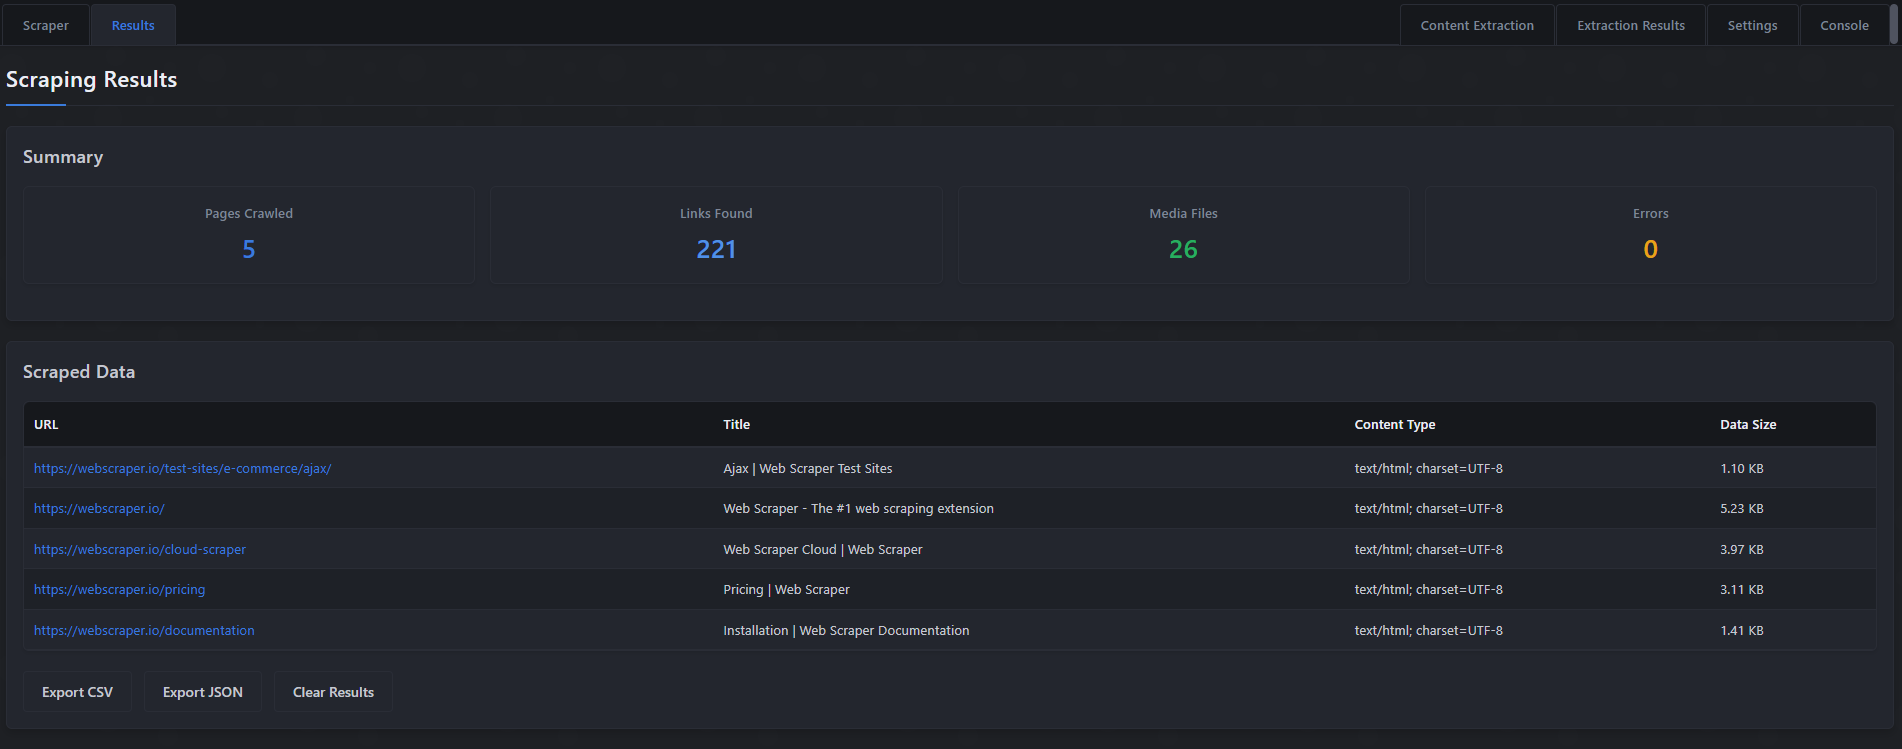 Scraper Results Content Extraction Extraction Results Settings Console
Scraping Results
Summary
Pages Crawled Links Found Media Files Errors
5 221 26 0
Scraped Data
URL Title Content Type Data Size
https://webscraper.io/test-sites/e-commerce/ajax/ Ajax | Web Scraper Test Sites text/html; charset=UTF-8 1.10 KB
https://webscraper.io/ Web Scraper - The #1 web scraping extension text/html; charset=UTF-8 5.23 KB
https://webscraper.io/cloud-scraper Web Scraper Cloud | Web Scraper text/html; charset=UTF-8 3.97 KB
https://webscraper.io/pricing Pricing | Web Scraper text/html; charset=UTF-8 3.11 KB
https://webscraper.io/documentation Installation | Web Scraper Documentation text/html; charset=UTF-8 1.41 KB
Export CSV Export JSON Clear Results